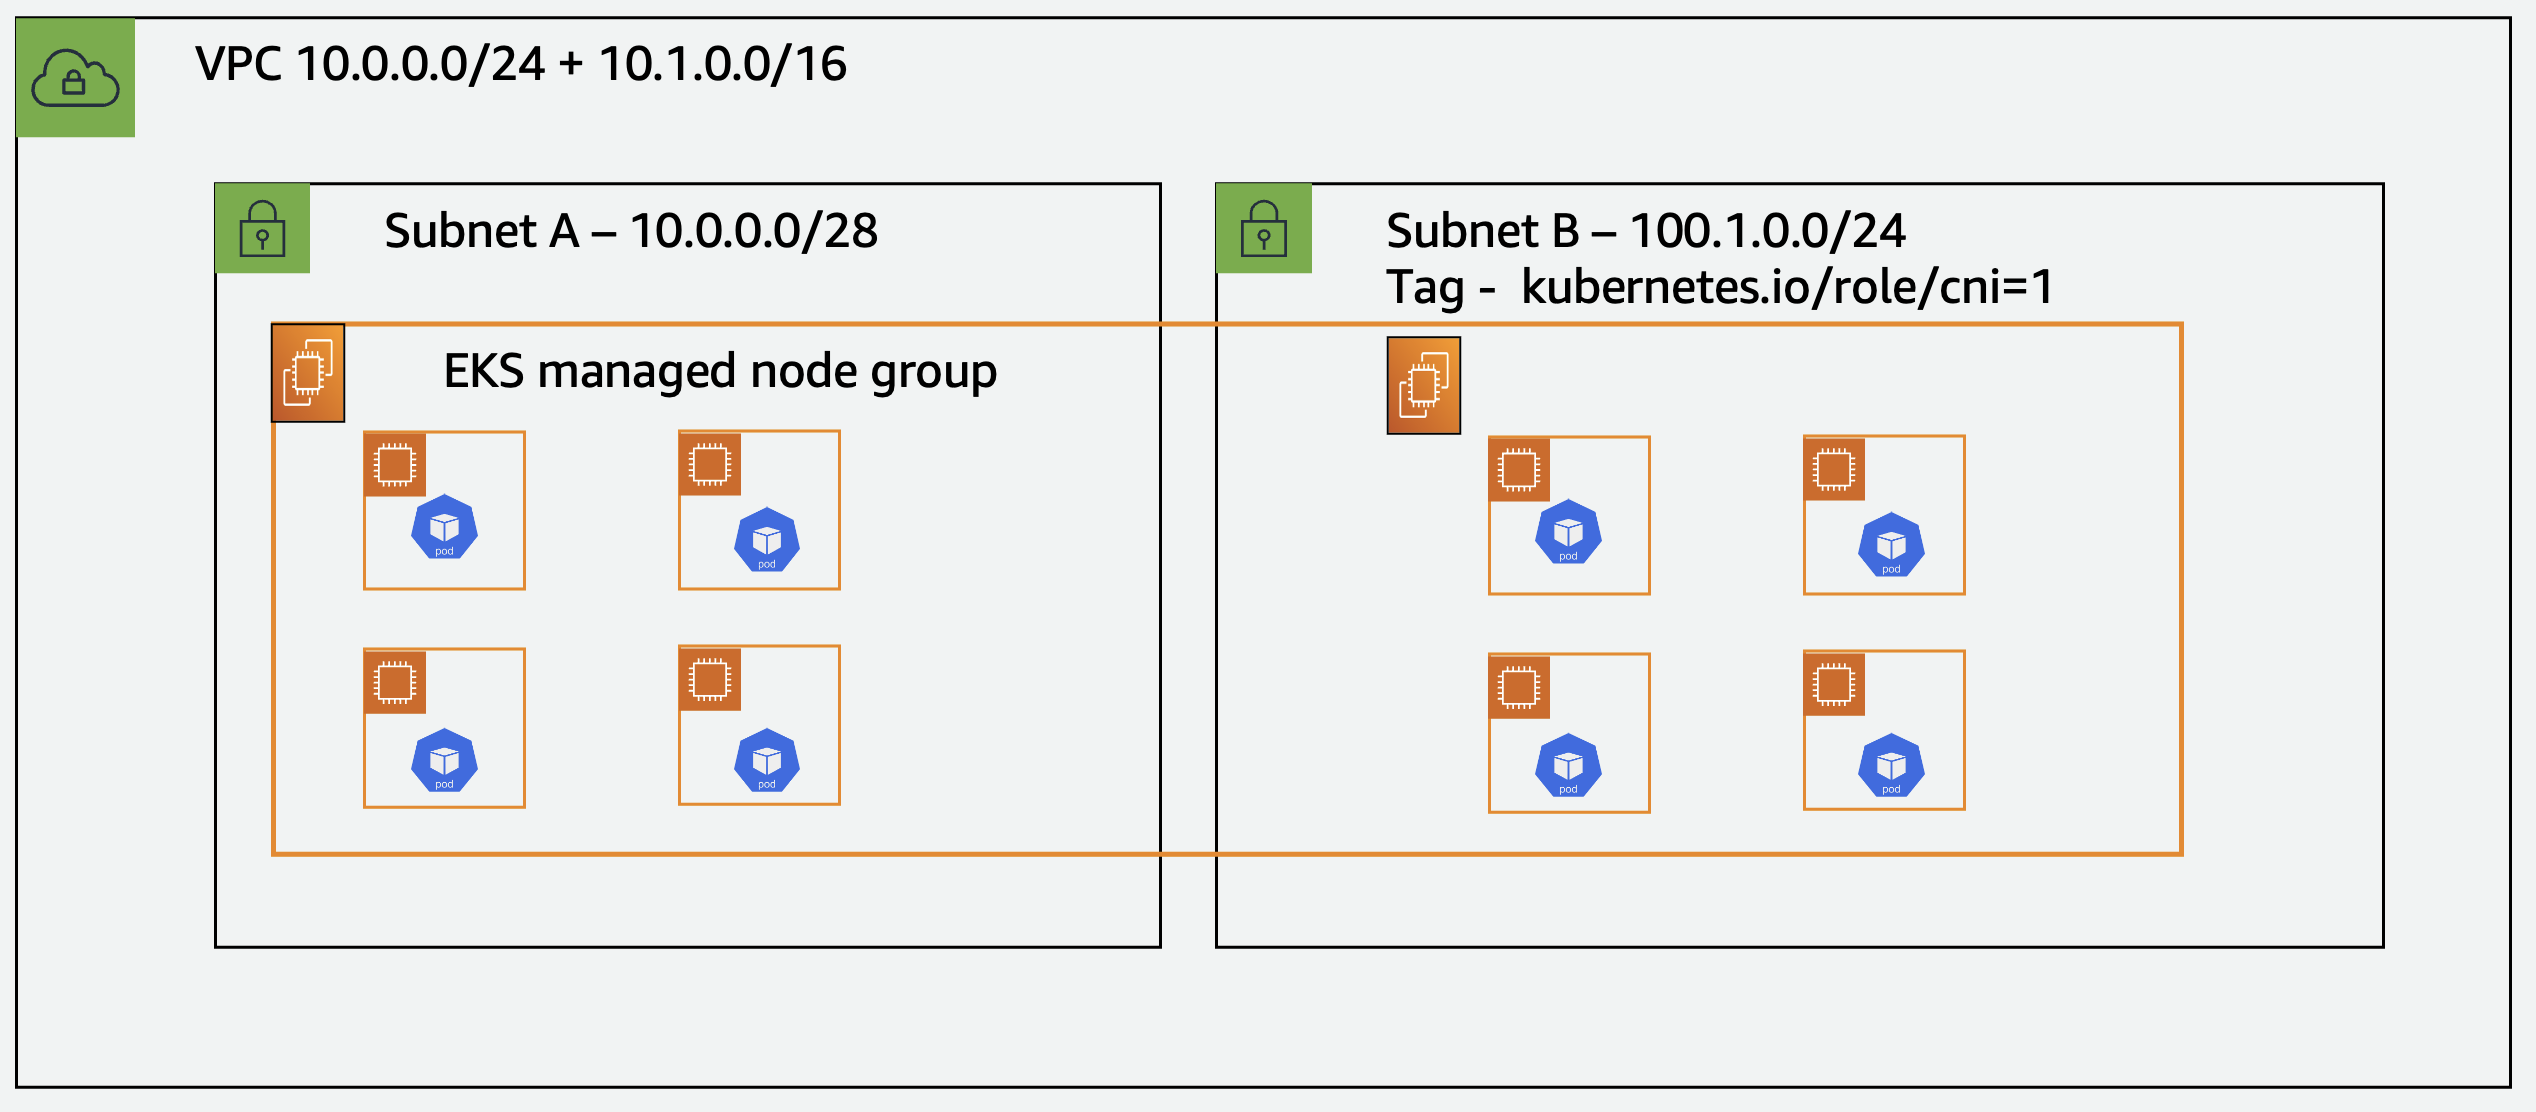 VPC 10.0.0.0/24 + 10.1.0.0/16
Subnet A – 10.0.0.0/28
Subnet B – 100.1.0.0/24
Tag - kubernetes.io/role/cni=1
EKS managed node group
pod
pod
pod
pod
pod
pod
pod
pod